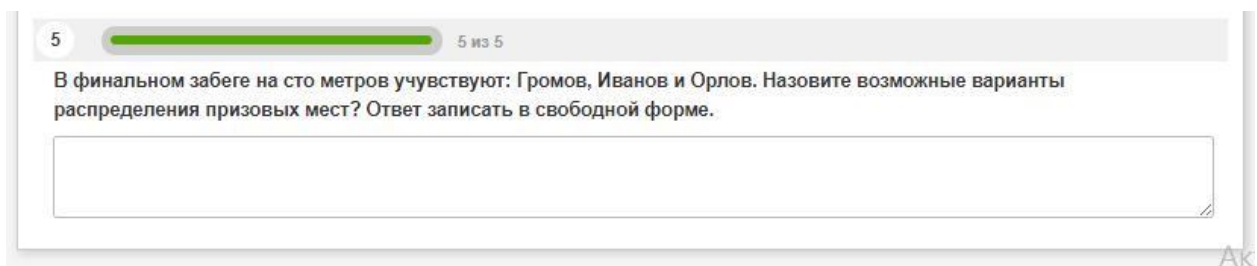 5 5 из 5
В финальном забеге на сто метров учувствуют: Громов, Иванов и Орлов. Назовите возможные варианты
распределения призовых мест? Ответ записать в свободной форме.
Ак